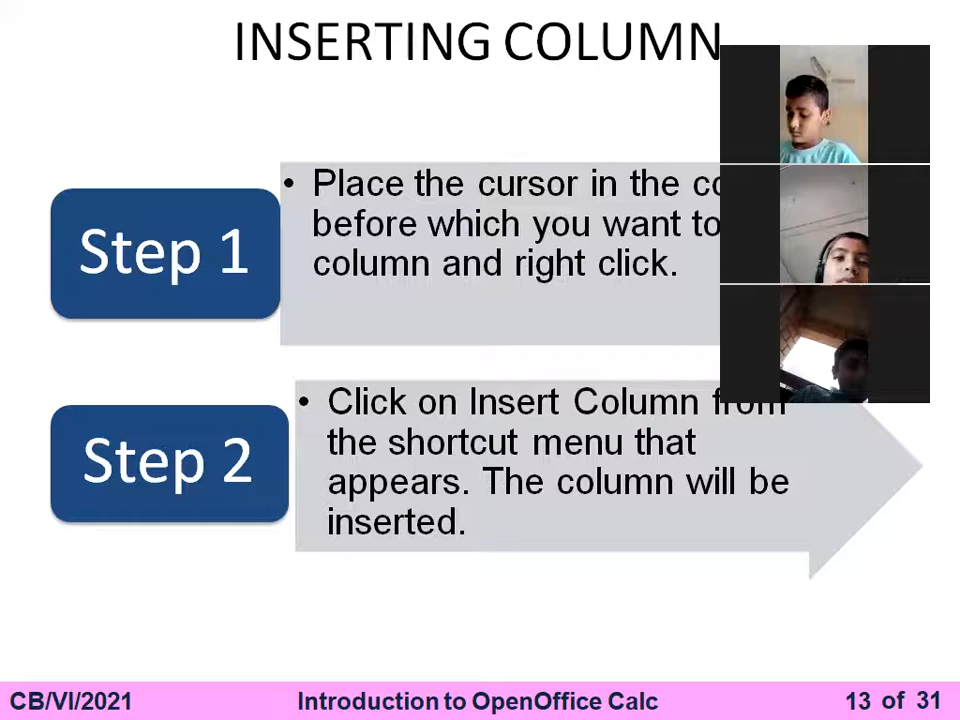 INSERTING COLUMN
Step 1
• Place the cursor in the
before which you want to
column and right click.
Step 2
• Click on Insert Column from
the shortcut menu that
appears. The column will be
inserted.
CB/VI/2021 Introduction to OpenOffice Calc 13 of 31